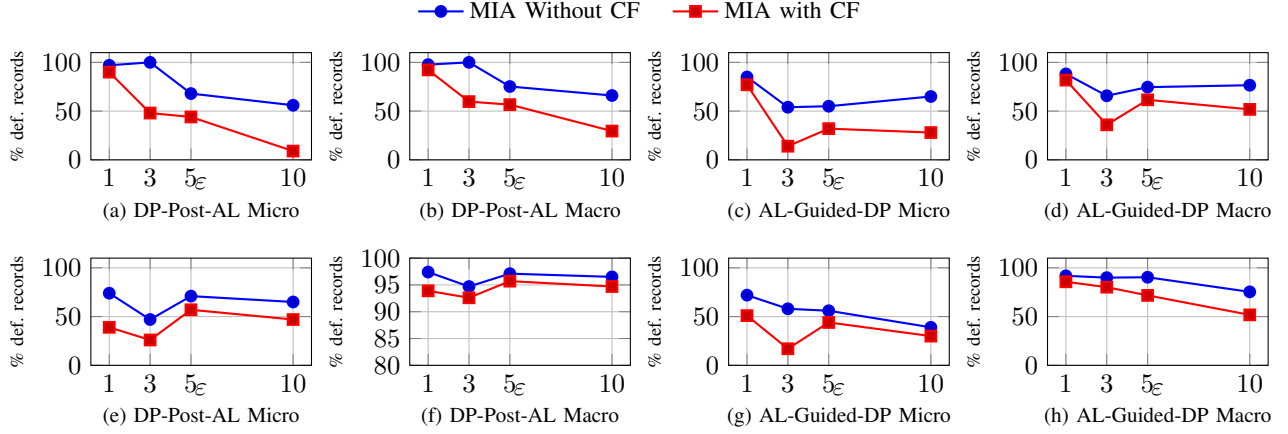 MIA Without CF MIA with CF
100
50
0
% def. records
1 3 5 ε 10
(a) DP-Post-AL Micro
100
50
0
% def. records
1 3 5 ε 10
(b) DP-Post-AL Macro
100
50
0
% def. records
1 3 5 ε 10
(c) AL-Guided-DP Micro
100
50
0
% def. records
1 3 5 ε 10
(d) AL-Guided-DP Macro
100
50
0
% def. records
1 3 5 ε 10
(e) DP-Post-AL Micro
100
95
90
85
80
% def. records
1 3 5 ε 10
(f) DP-Post-AL Macro
100
50
0
% def. records
1 3 5 ε 10
(g) AL-Guided-DP Micro
100
50
0
% def. records
1 3 5 ε 10
(h) AL-Guided-DP Macro